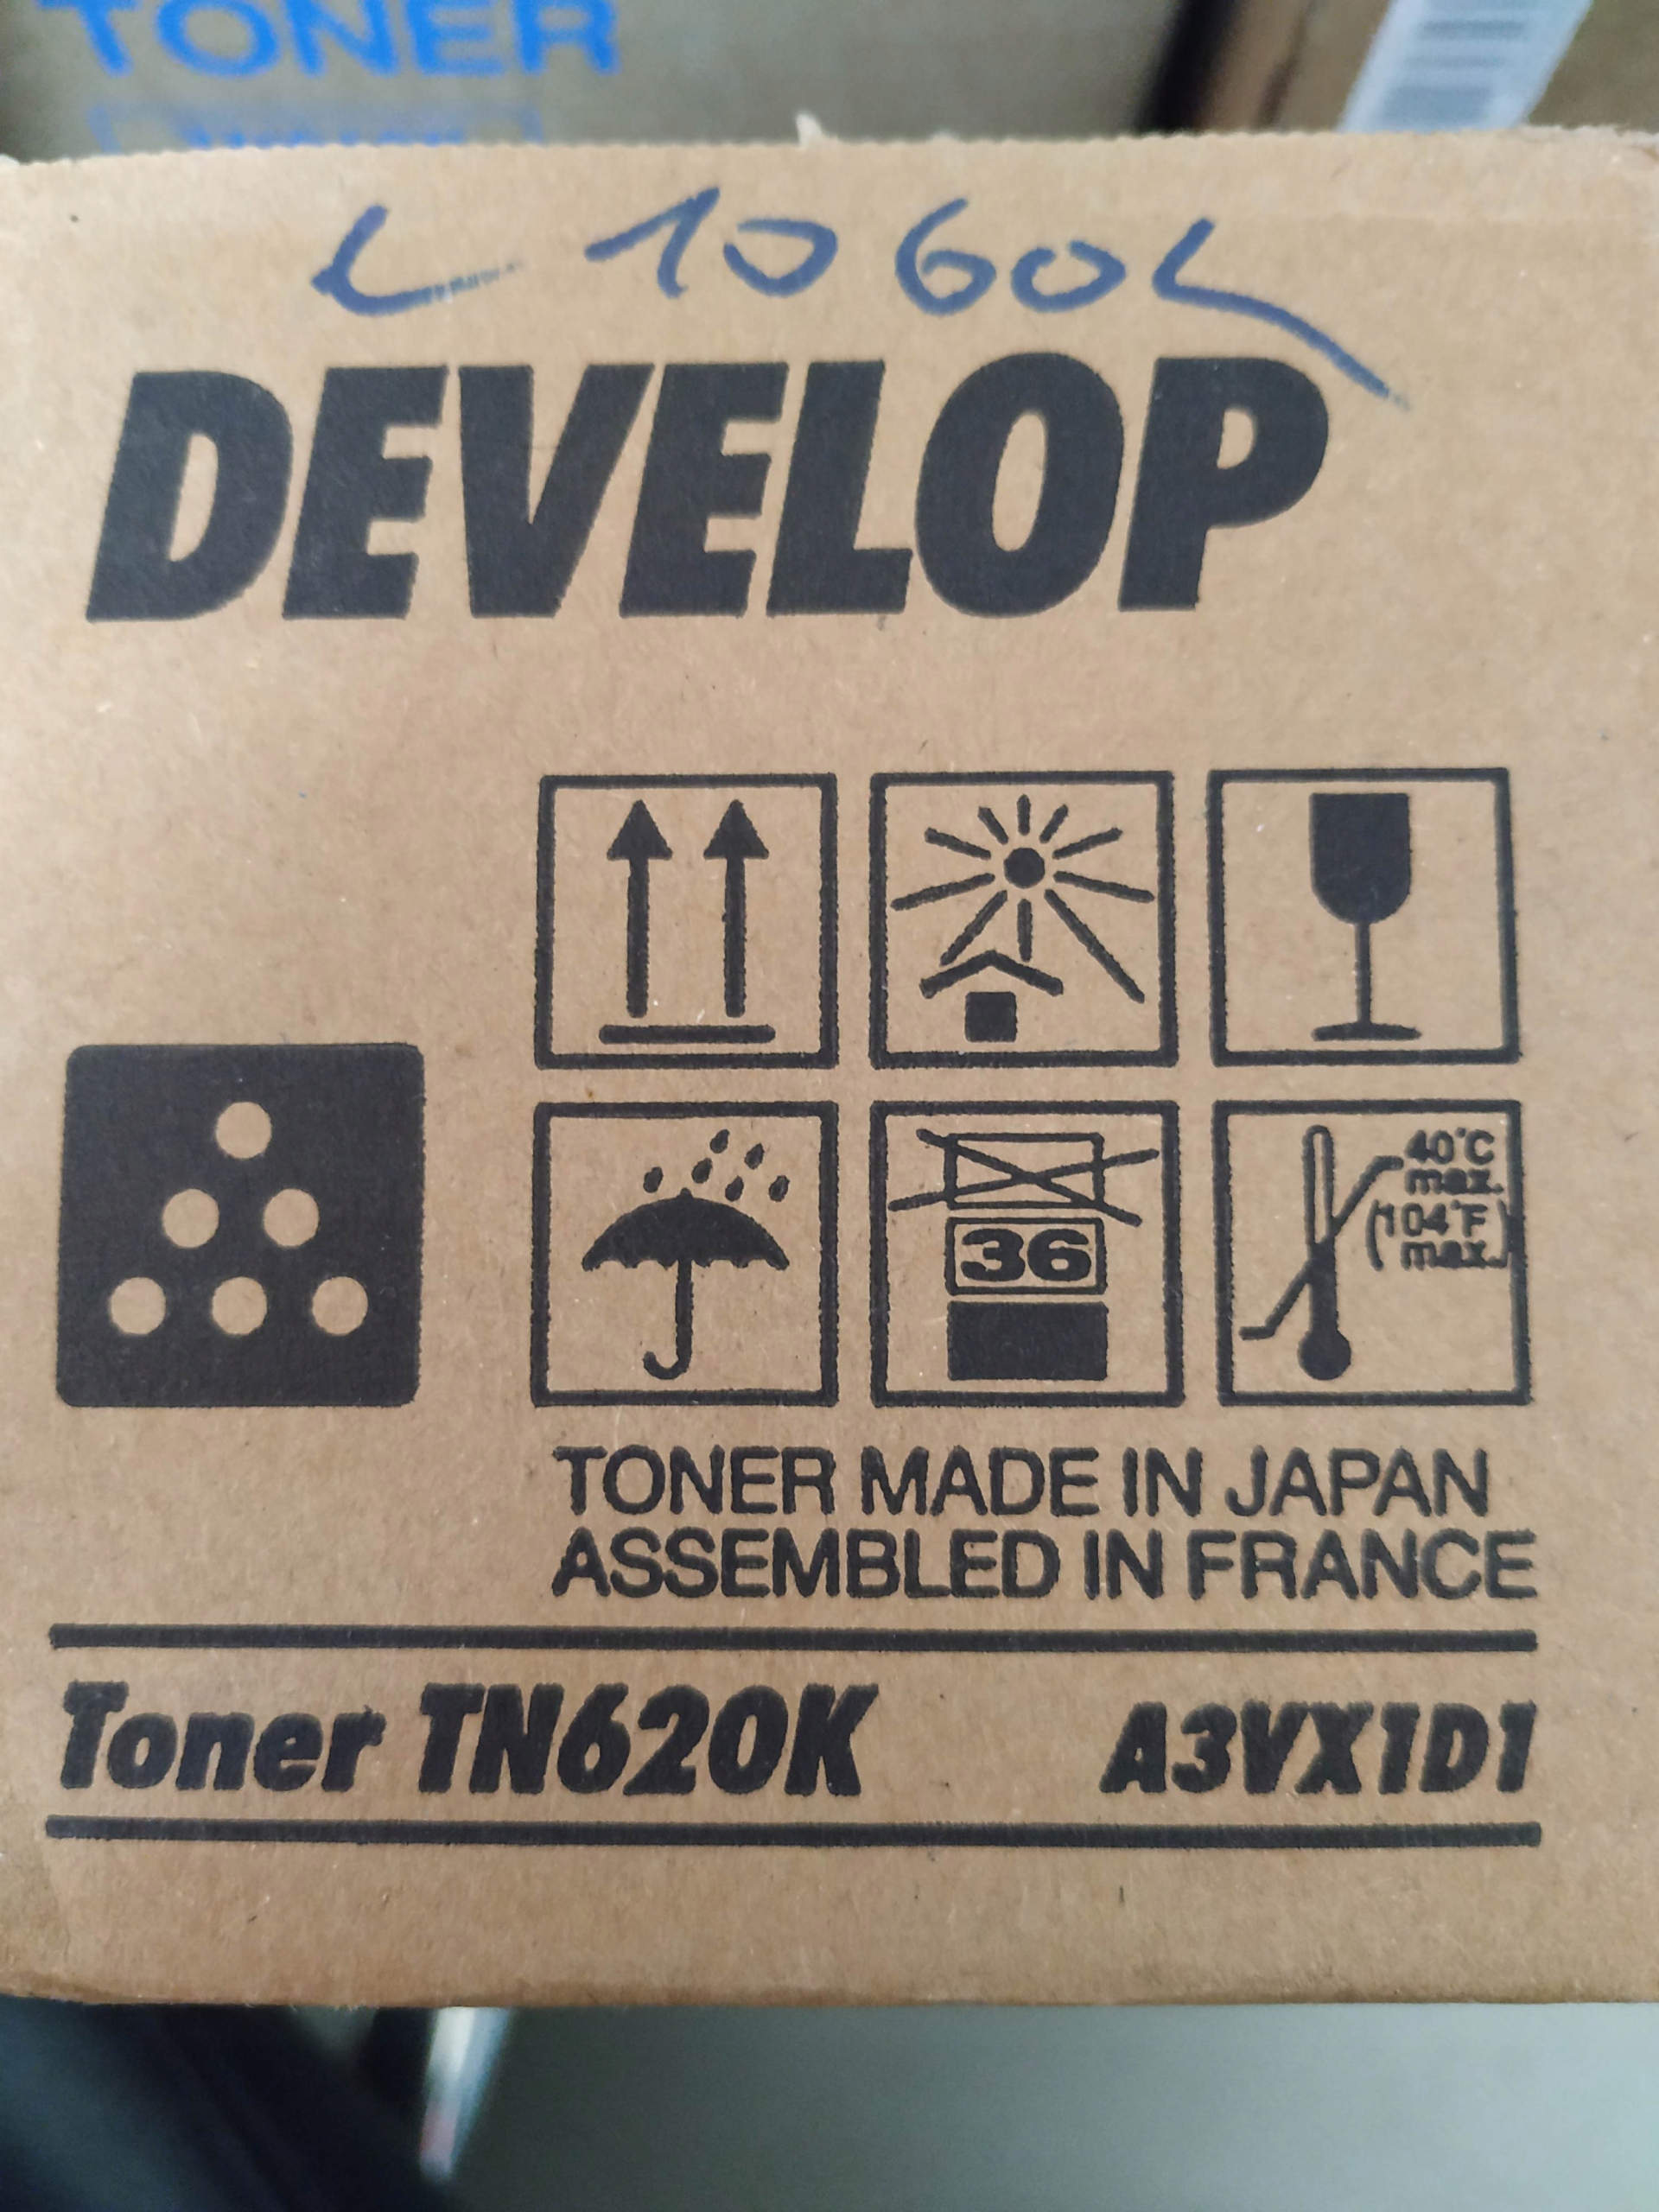 TONER
C 1060L
DEVELOP
40°C
max.
(104°F
max.)
36
TONER MADE IN JAPAN
ASSEMBLED IN FRANCE
Toner TN620K A3VX1D1